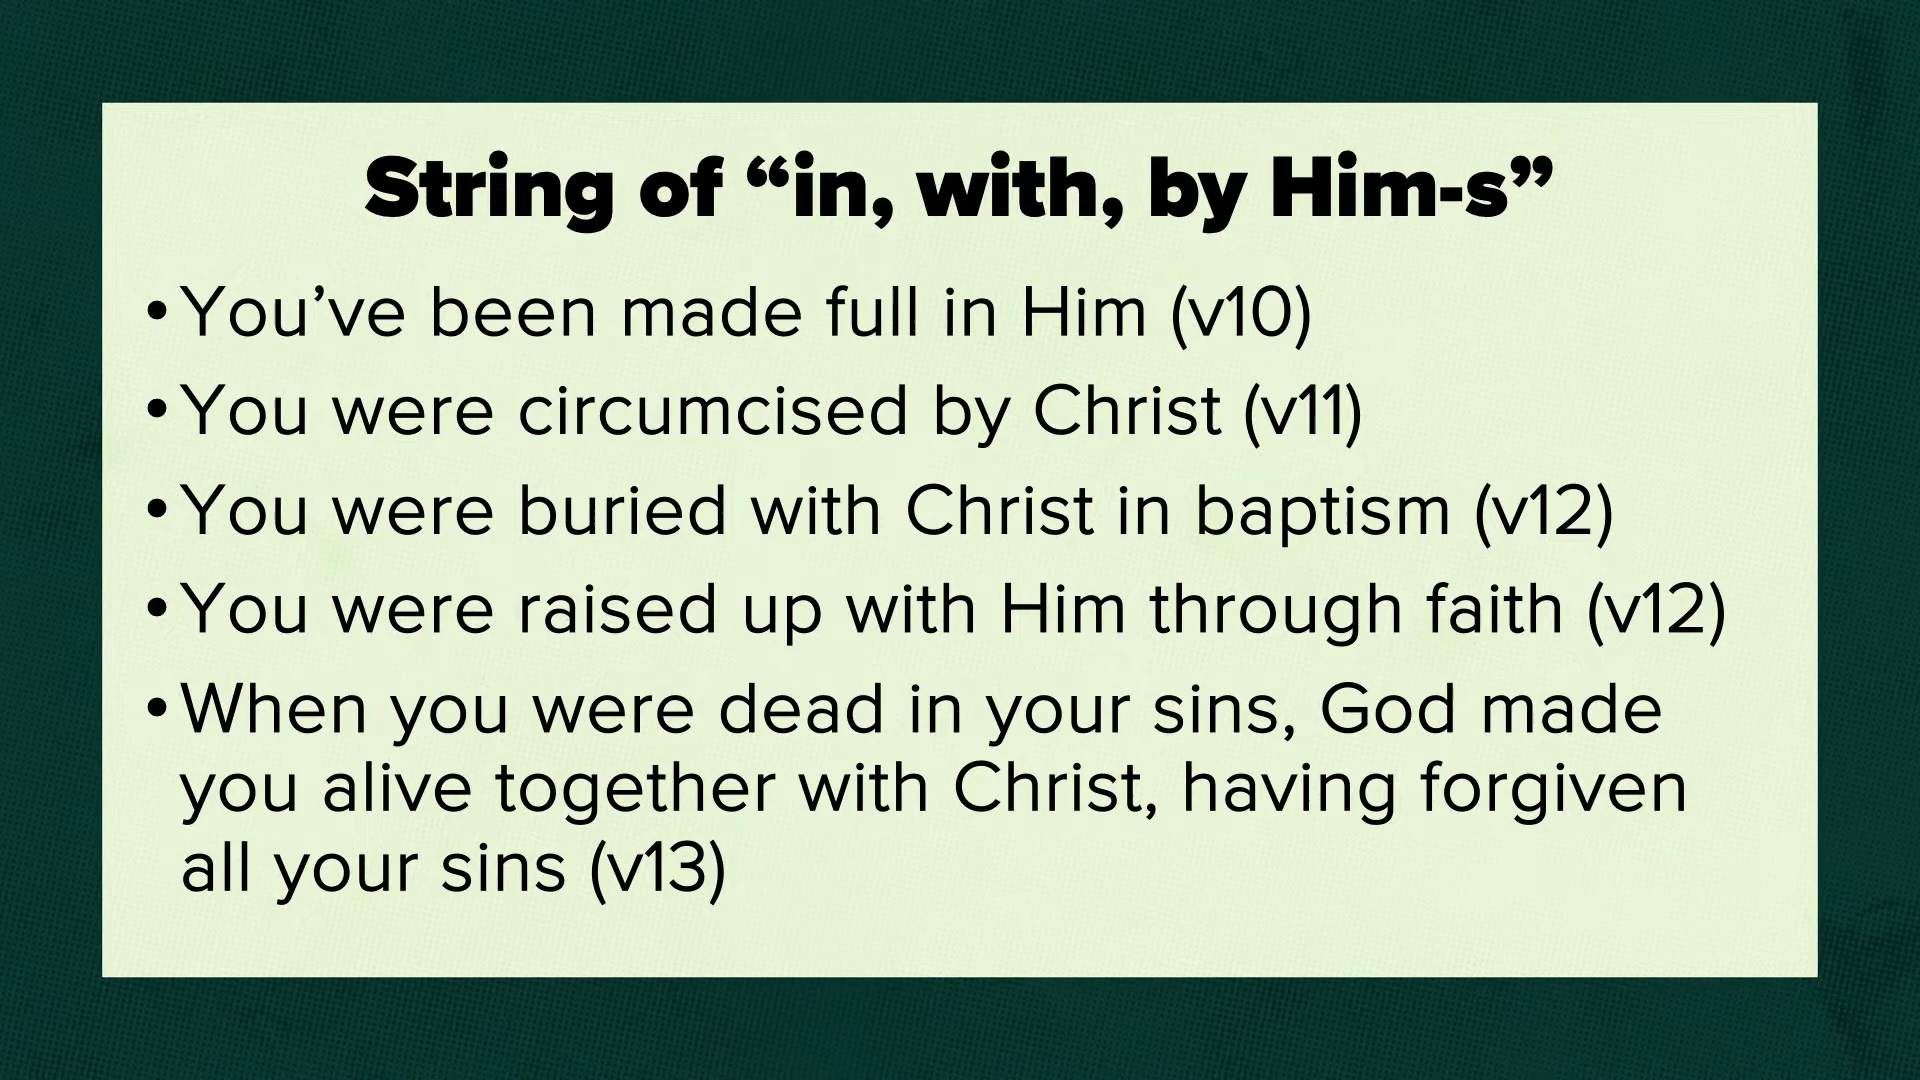 String of “in, with, by Him-s”
• You’ve been made full in Him (v10)
• You were circumcised by Christ (v11)
• You were buried with Christ in baptism (v12)
• You were raised up with Him through faith (v12)
• When you were dead in your sins, God made
you alive together with Christ, having forgiven
all your sins (v13)